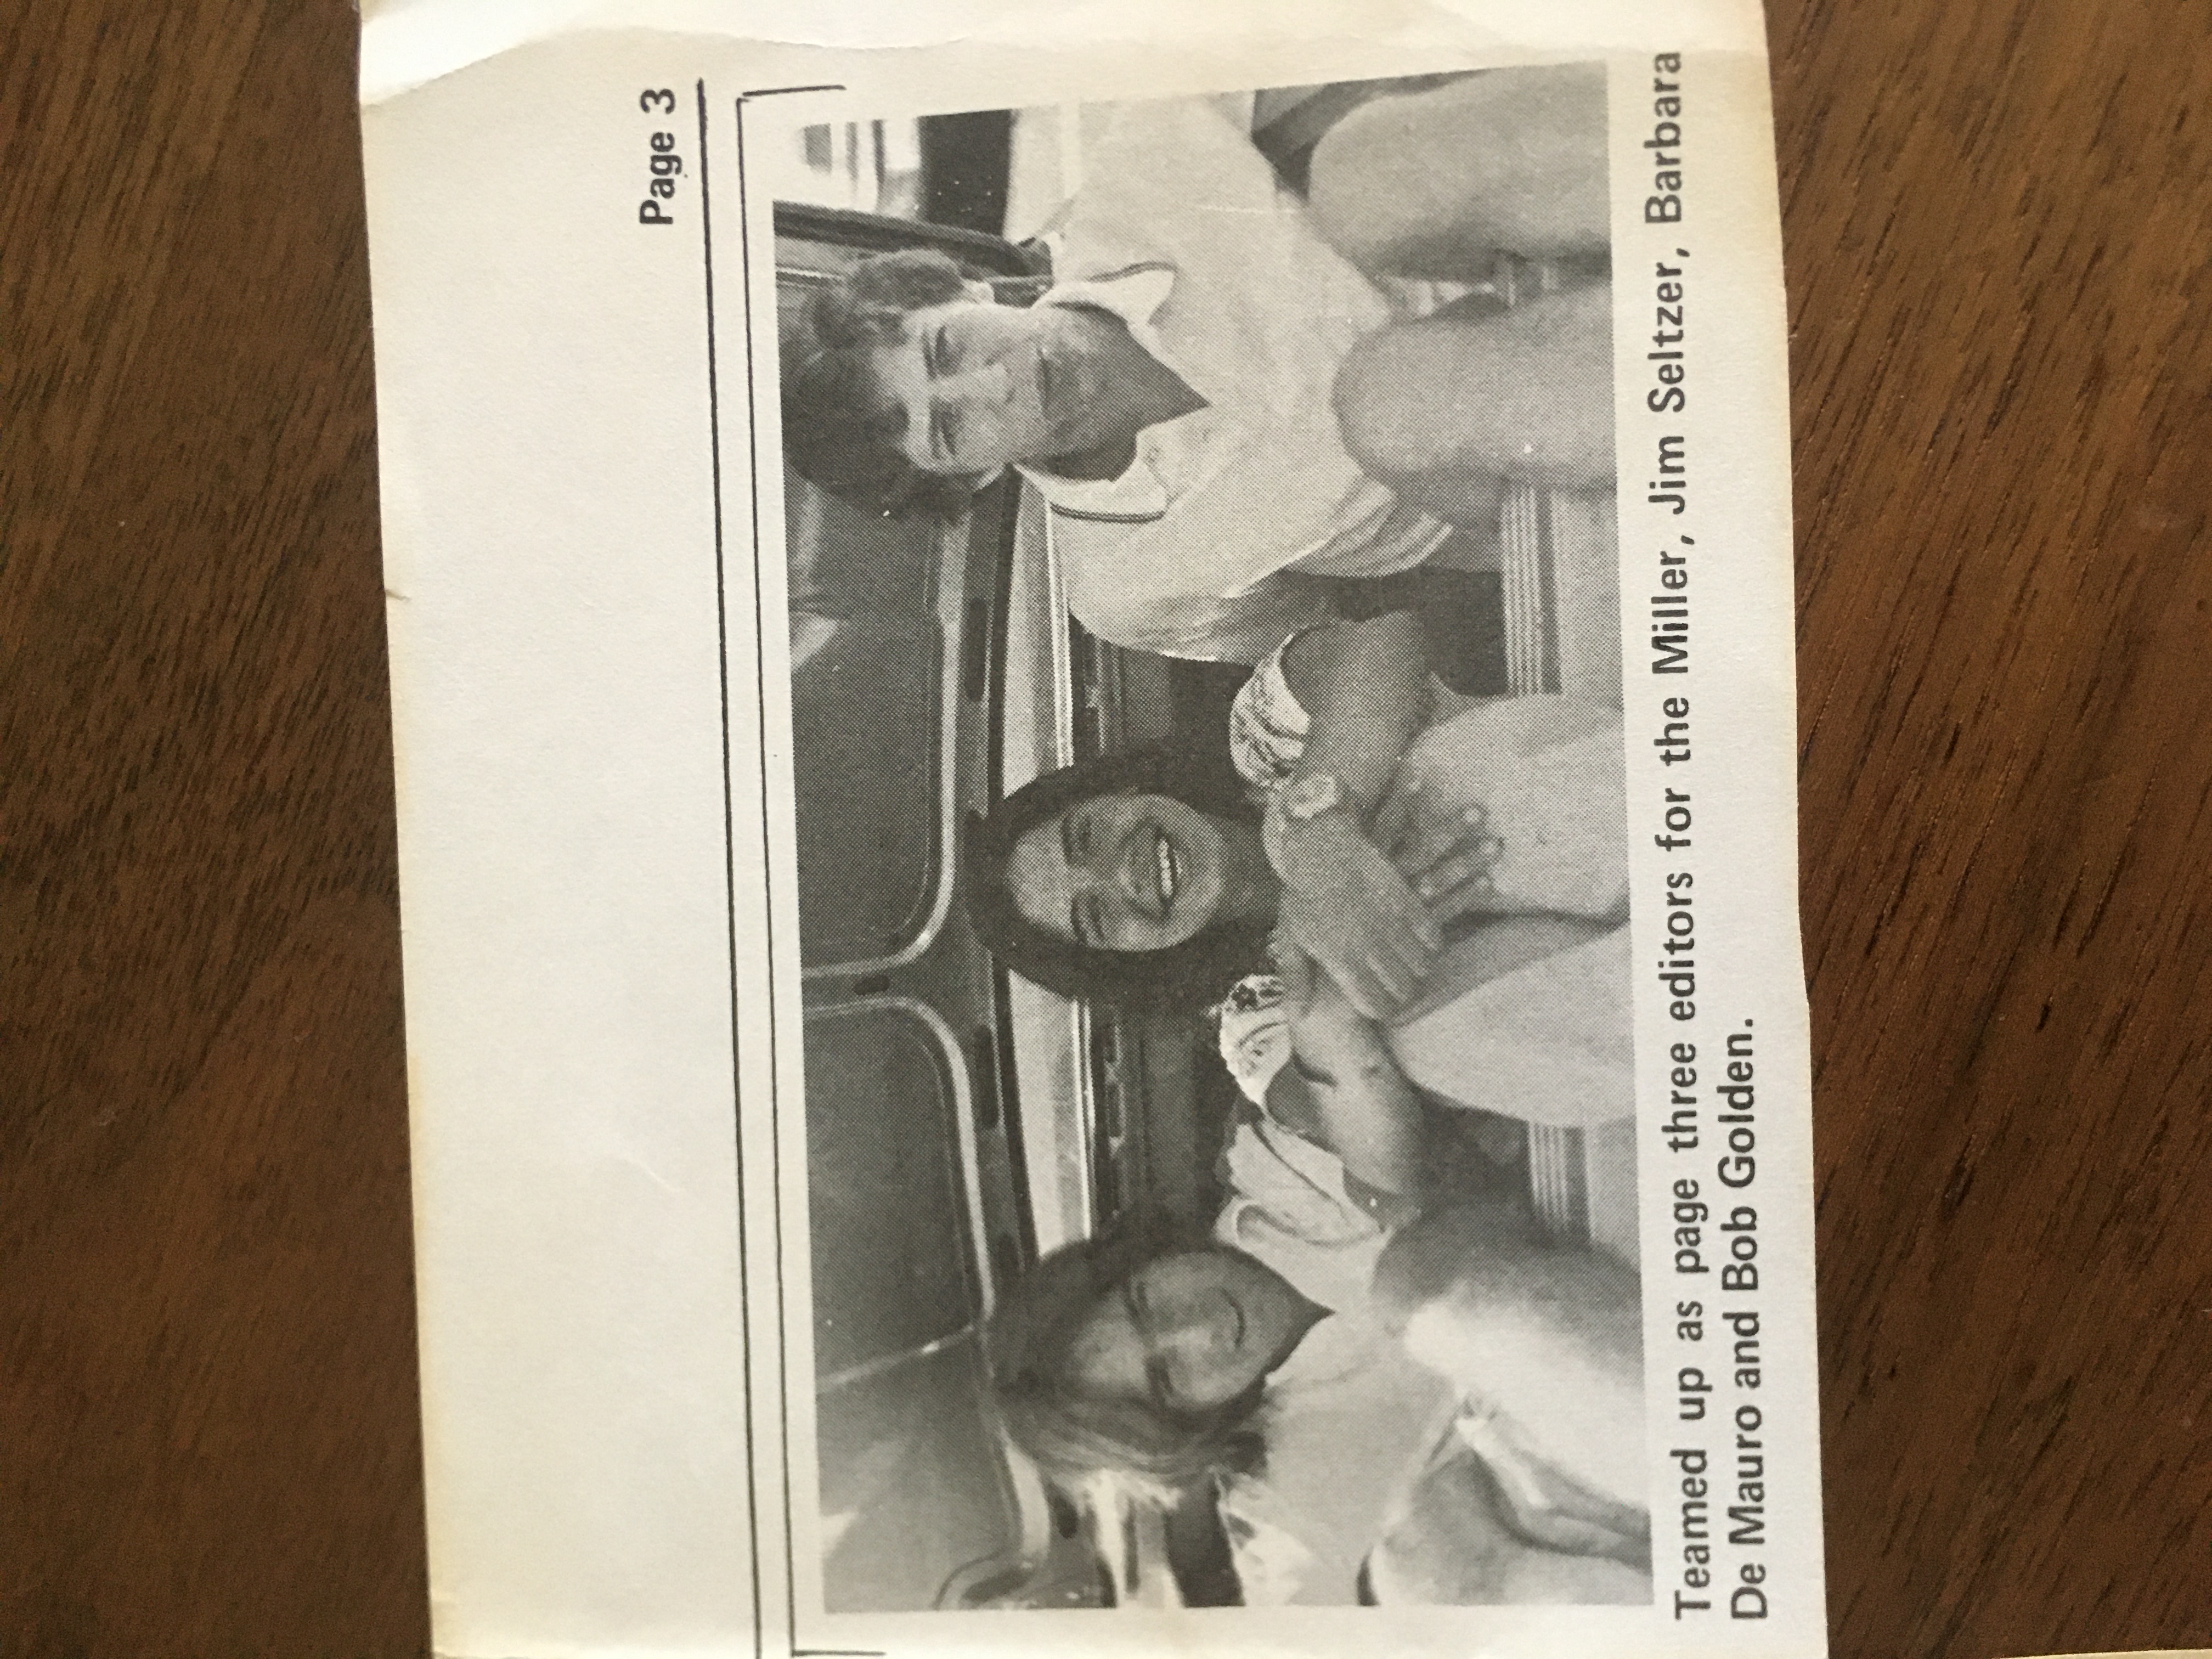 Page 3
Teamed up as page three editors for the Miller, Jim Seltzer, Barbara
De Mauro and Bob Golden.